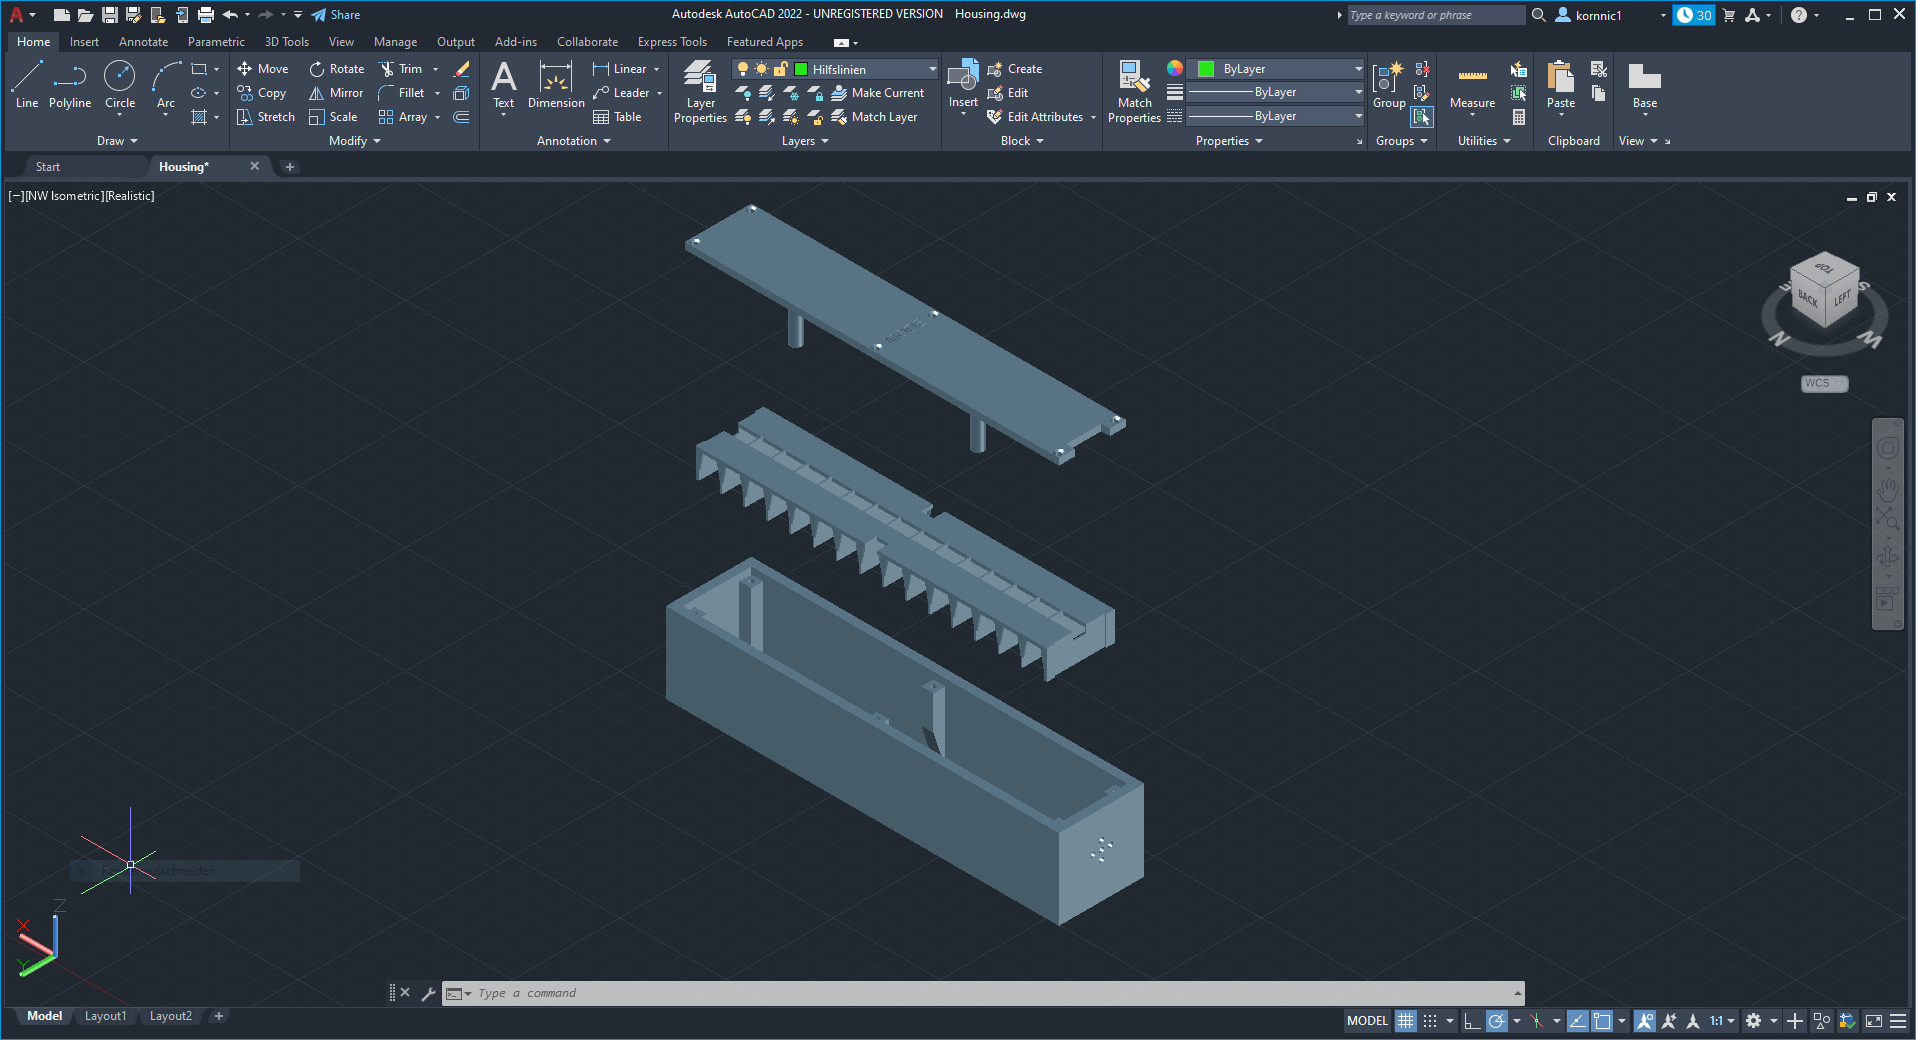 Share
Autodesk AutoCAD 2022 - UNREGISTERED VERSION Housing.dwg
Type a keyword or phrase
kornnic1
30
Home Insert Annotate Parametric 3D Tools View Manage Output Add-ins Collaborate Express Tools Featured Apps
Line Polyline Circle Arc
Draw
Move Rotate Trim
Copy Mirror Fillet
Stretch Scale Array
Modify
Text Dimension
Linear
Leader
Table
Annotation
Layer Properties
Hilfslinien
Make Current
Match Layer
Layers
Insert
Create
Edit
Edit Attributes
Block
Match Properties
ByLayer
ByLayer
ByLayer
Properties
Group
Groups
Measure
Utilities
Paste
Clipboard
Base
View
Start Housing*
[−][NW Isometric][Realistic]
TOP
BACK LEFT
N
WCS
Z
X
Y
Type a command
Model Layout1 Layout2
MODEL 1:1